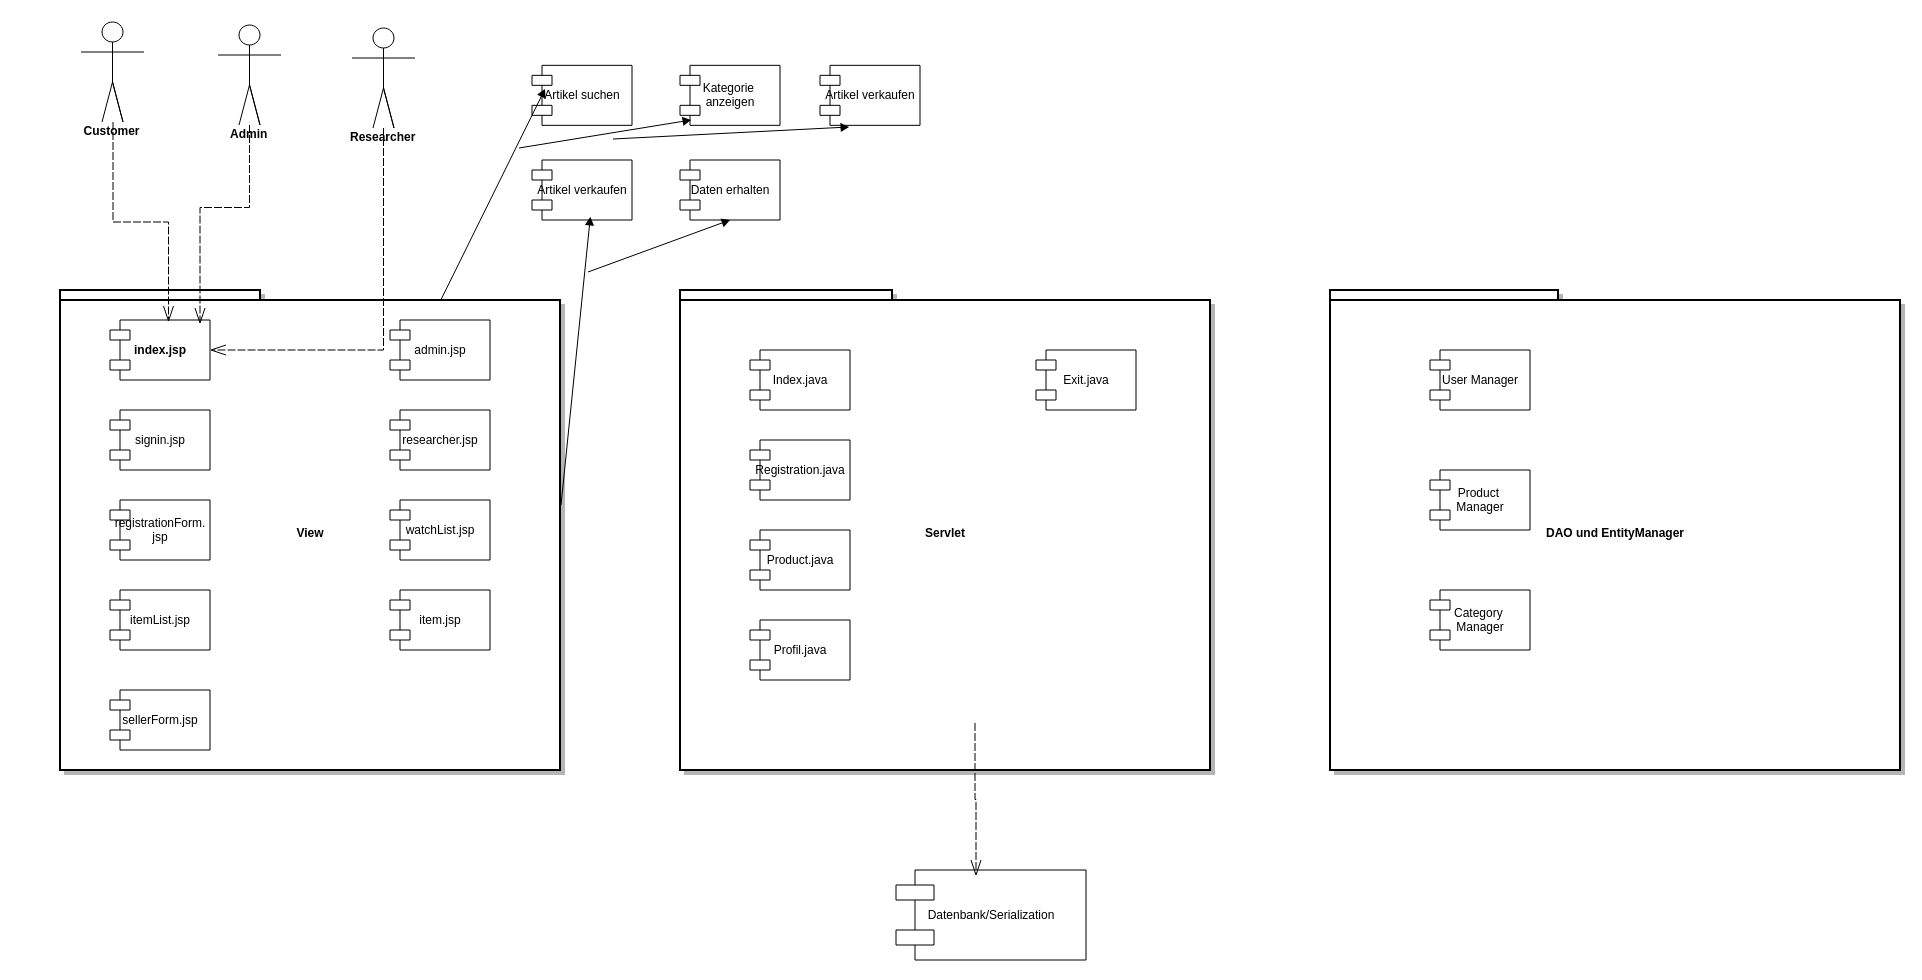 Customer
Admin
Researcher
Artikel suchen
Kategorie
anzeigen
Artikel verkaufen
Artikel verkaufen
Daten erhalten
index.jsp
admin.jsp
signin.jsp
researcher.jsp
registrationForm.
jsp
View
watchList.jsp
itemList.jsp
item.jsp
sellerForm.jsp
Index.java
Exit.java
Registration.java
Servlet
Product.java
Profil.java
User Manager
Product
Manager
DAO und EntityManager
Category
Manager
Datenbank/Serialization